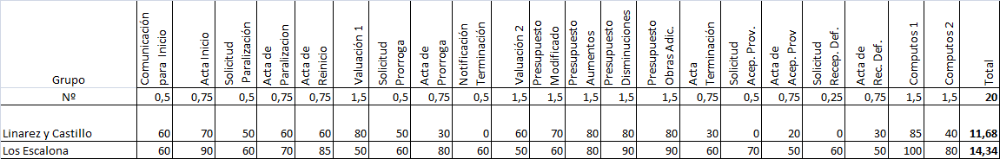 Grupo
Comunicación
para Inicio
Acta Inicio
Solicitud
Paralización
Acta de
Paralizacion
Acta de
Reinicio
Valuación 1
Solicitud
Prorroga
Acta de
Prorroga
Notificación
Terminación
Valuación 2
Presupuesto
Modificado
Presupuesto
Aumentos
Presupuesto
Disminuciones
Presupuesto
Obras Adic.
Acta
Terminación
Solicitud
Acep. Prov.
Acta de
Acep. Prov
Solicitud
Recep. Def.
Acta de
Rec. Def.
Computos 1
Computos 2
Total
Nº 0,5 0,75 0,5 0,75 0,75 1,5 0,5 0,75 0,5 1,5 1,5 1,5 1,5 1,5 0,75 0,5 0,75 0,25 0,75 1,5 1,5 20
Linarez y Castillo 60 70 50 60 60 80 50 30 0 60 70 80 80 80 30 0 20 0 30 85 40 11,68
Los Escalona 60 90 60 70 85 50 60 80 60 50 60 80 90 90 60 70 50 60 50 100 80 14,34